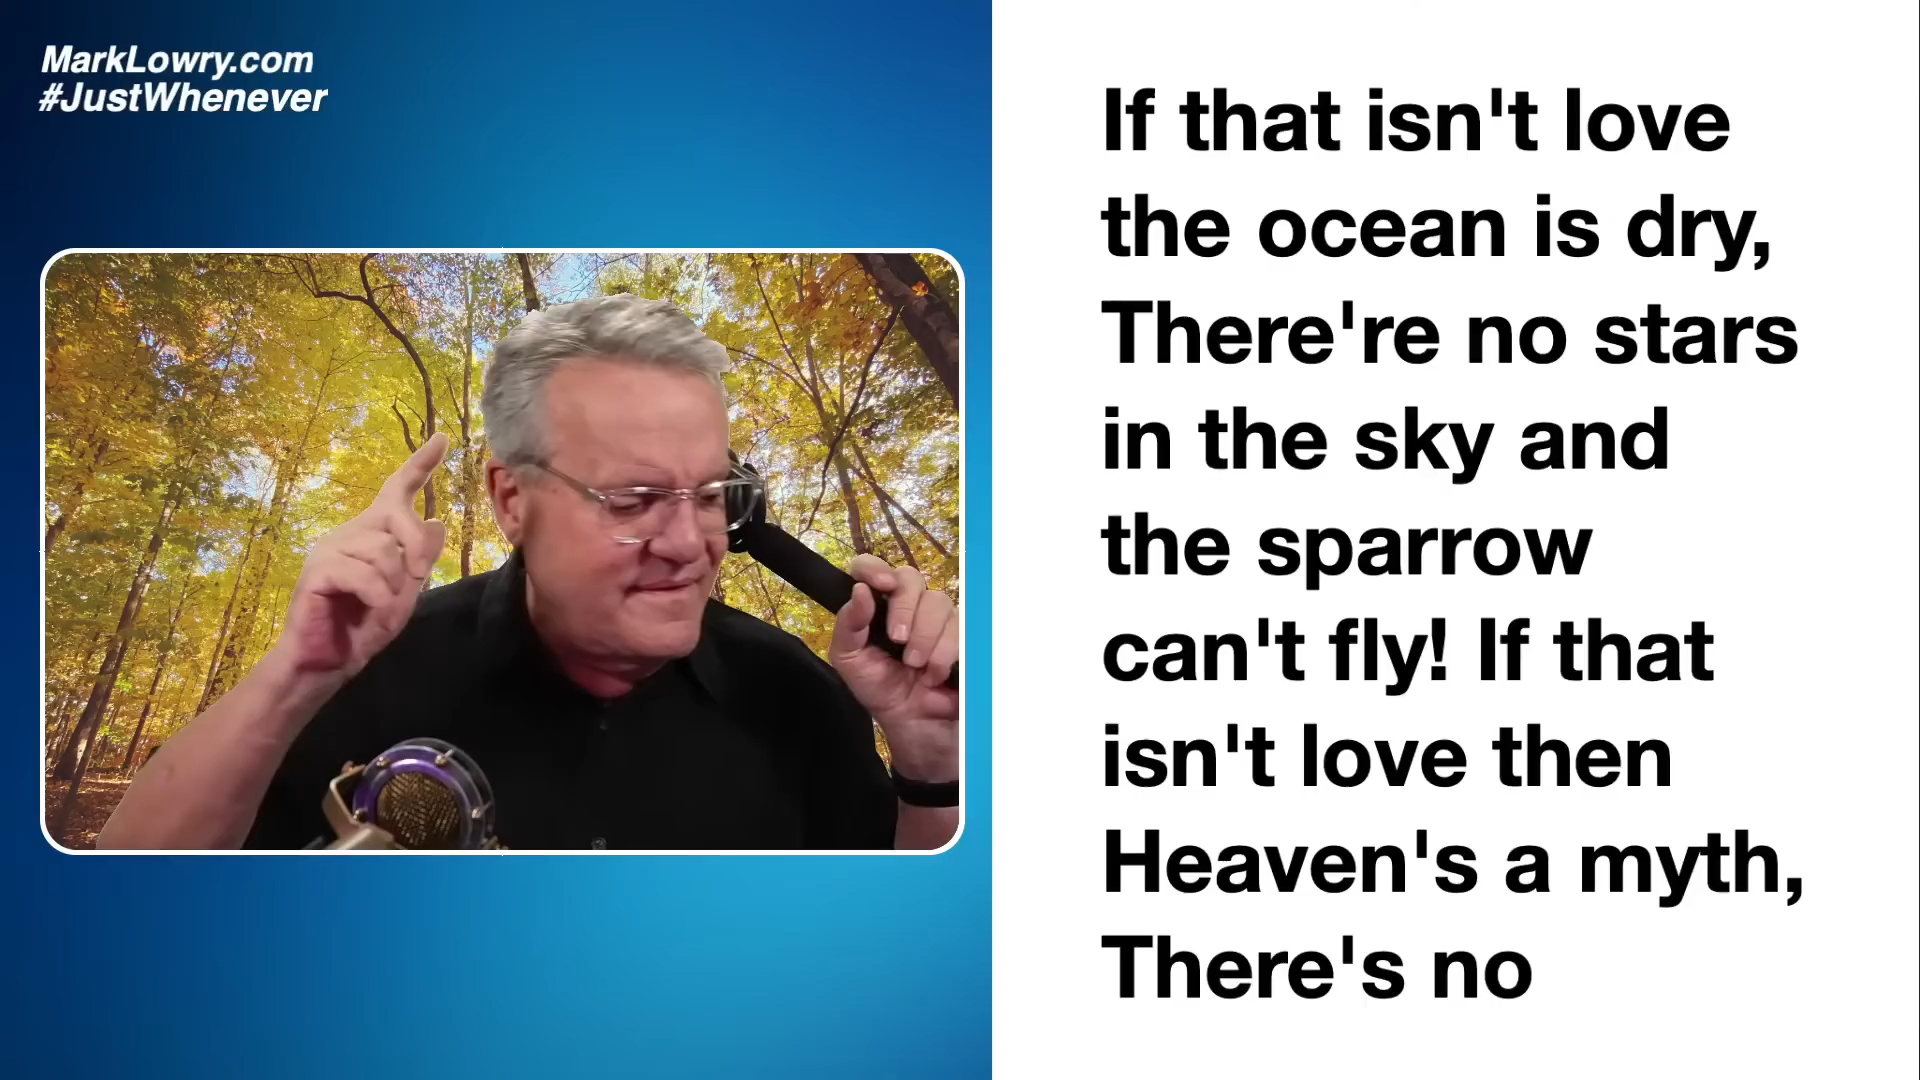 MarkLowry.com
#JustWhenever
If that isn't love
the ocean is dry,
There're no stars
in the sky and
the sparrow
can't fly! If that
isn't love then
Heaven's a myth,
There's no